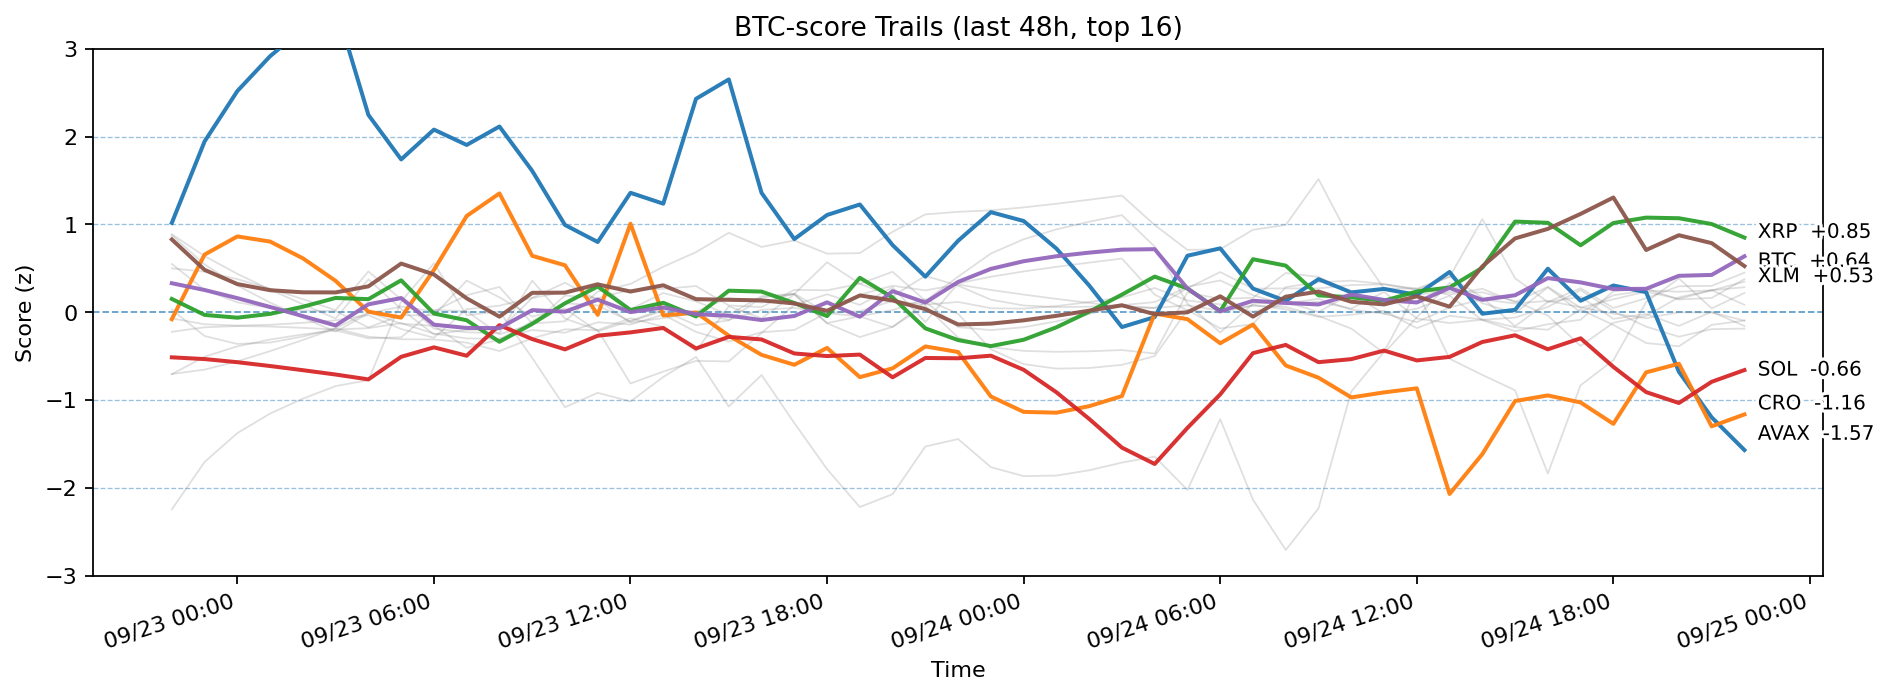 BTC-score Trails (last 48h, top 16)
Score (z)
3
2
1
0
−1
−2
−3
XRP +0.85
BTC +0.64
XLM +0.53
SOL -0.66
CRO -1.16
AVAX -1.57
09/23 00:00
09/23 06:00
09/23 12:00
09/23 18:00
09/24 00:00
09/24 06:00
09/24 12:00
09/24 18:00
09/25 00:00
Time